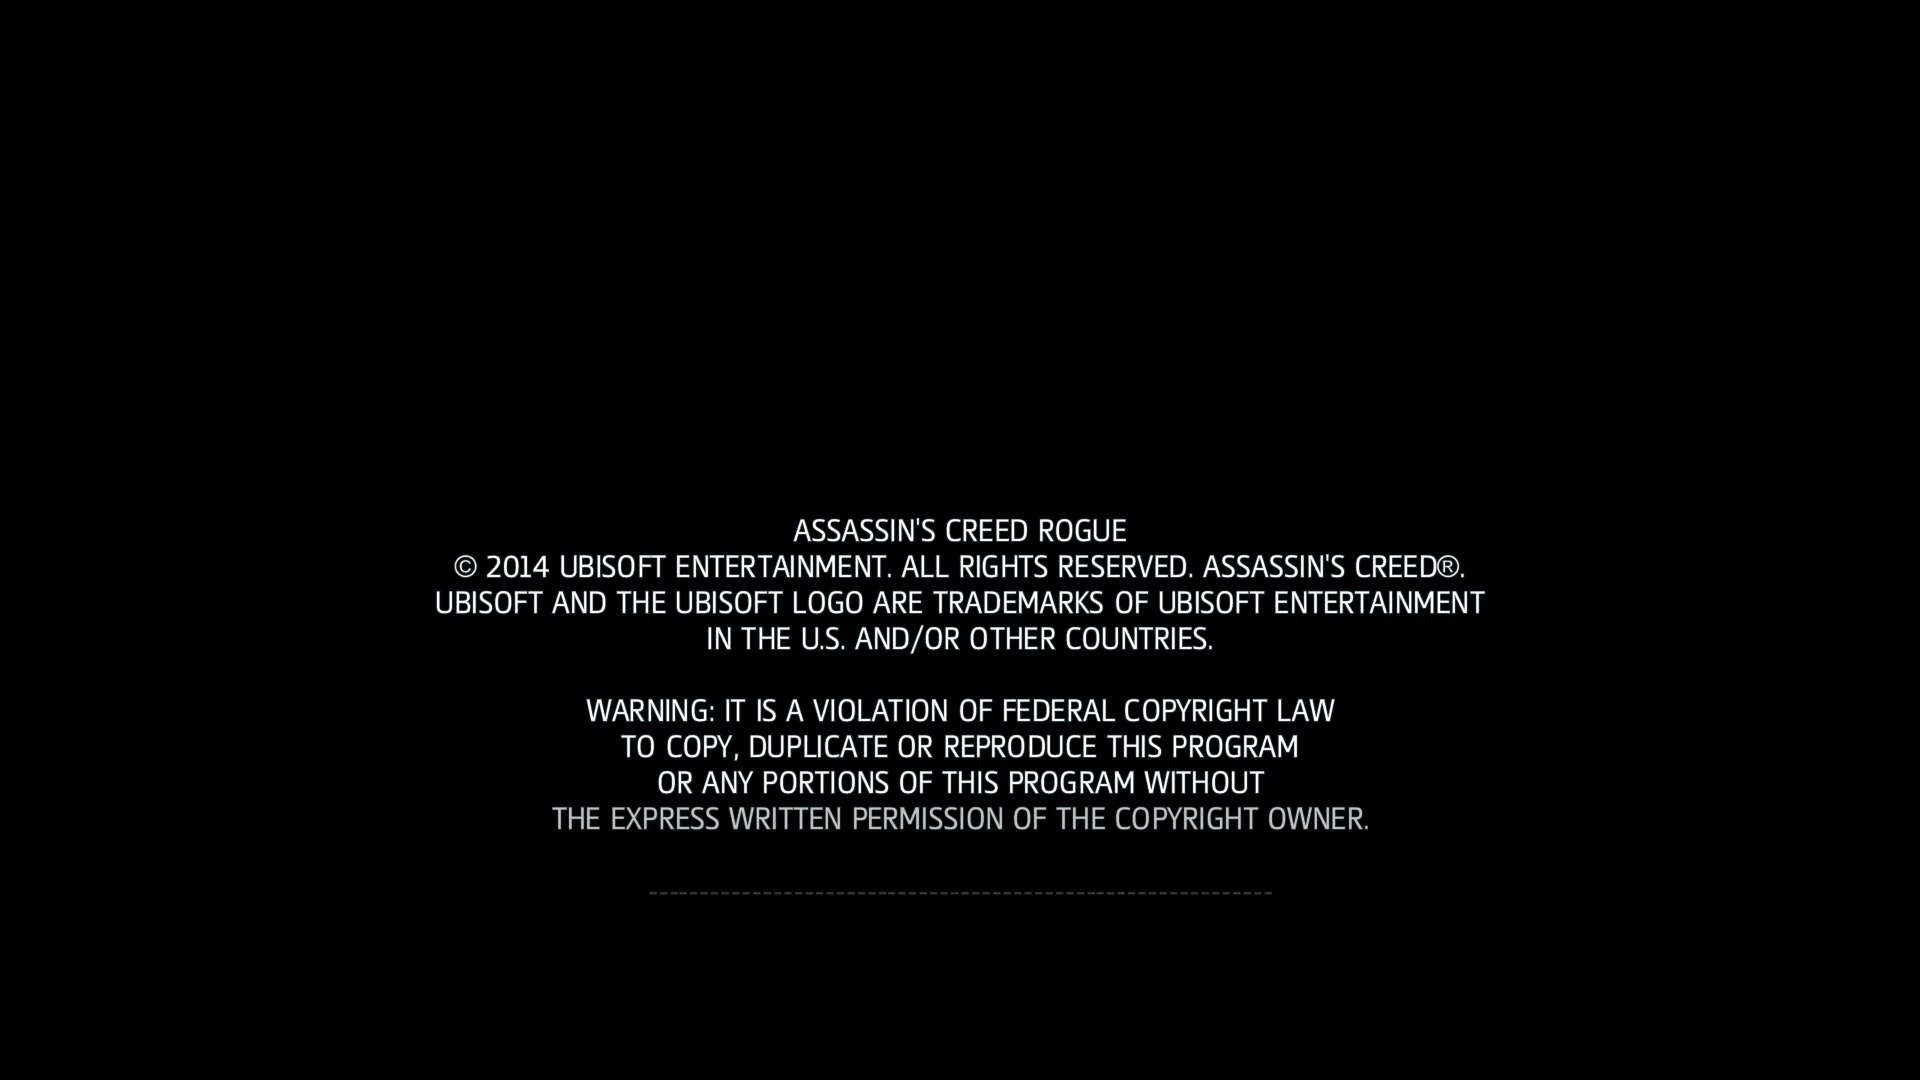 ASSASSIN'S CREED ROGUE
© 2014 UBISOFT ENTERTAINMENT. ALL RIGHTS RESERVED. ASSASSIN'S CREED®.
UBISOFT AND THE UBISOFT LOGO ARE TRADEMARKS OF UBISOFT ENTERTAINMENT
IN THE U.S. AND/OR OTHER COUNTRIES.
WARNING: IT IS A VIOLATION OF FEDERAL COPYRIGHT LAW
TO COPY, DUPLICATE OR REPRODUCE THIS PROGRAM
OR ANY PORTIONS OF THIS PROGRAM WITHOUT
THE EXPRESS WRITTEN PERMISSION OF THE COPYRIGHT OWNER.
------------------------------------------------------------